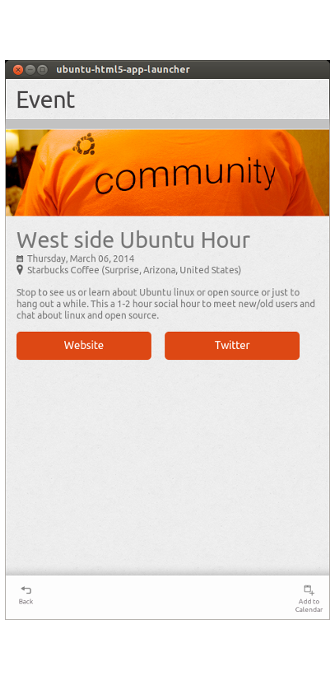 ubuntu-html5-app-launcher
Event
community
West side Ubuntu Hour
Thursday, March 06, 2014
Starbucks Coffee (Surprise, Arizona, United States)
Stop to see us or learn about Ubuntu linux or open source or just to
hang out a while. This a 1-2 hour social hour to meet new/old users and
chat about linux and open source.
Website
Twitter
Back
Add to
Calendar